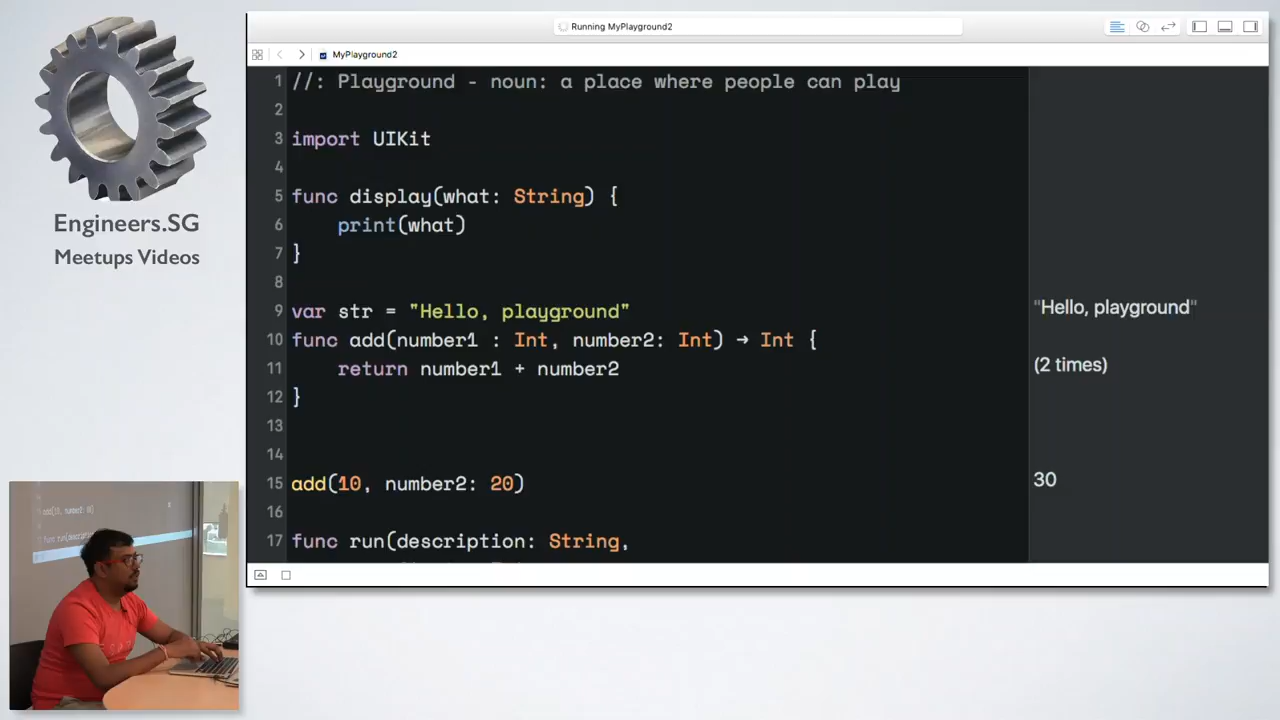 Engineers.SG
Meetups Videos
Running MyPlayground2
MyPlayground2
1 //: Playground - noun: a place where people can play
2
3 import UIKit
4
5 func display(what: String) {
6 print(what)
7 }
8
9 var str = "Hello, playground"
10 func add(number1 : Int, number2: Int) → Int {
11 return number1 + number2
12 }
13
14
15 add(10, number2: 20)
16
17 func run(description: String,
"Hello, playground"
(2 times)
30